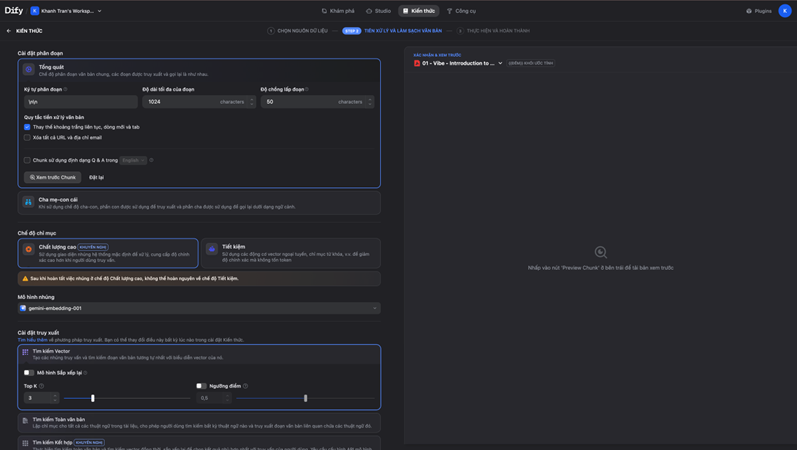 Dify
K Khanh Tran's Worksp...
Khám phá
Studio
Kiến thức
Công cụ
Plugins
K
KIẾN THỨC
1 CHỌN NGUỒN DỮ LIỆU
STEP 2 TIỀN XỬ LÝ VÀ LÀM SẠCH VĂN BẢN
3 THỰC HIỆN VÀ HOÀN THÀNH
Cài đặt phân đoạn
Tổng quát
Chế độ phân đoạn văn bản chung, các đoạn được truy xuất và gọi lại là như nhau.
Ký tự phân đoạn
Độ dài tối đa của đoạn
Độ chồng lấp đoạn
\n\n
1024 characters
50 characters
Quy tắc tiền xử lý văn bản
Thay thế khoảng trắng liên tục, dòng mới và tab
Xóa tất cả URL và địa chỉ email
Chunk sử dụng định dạng Q & A trong English
Xem trước Chunk
Đặt lại
Cha mẹ-con cái
Khi sử dụng chế độ cha-con, phần con được sử dụng để truy xuất và phần cha được sử dụng để gọi lại dưới dạng ngữ cảnh.
Chế độ chỉ mục
Chất lượng cao KHUYẾN NGHỊ
Sử dụng giao diện nhúng hệ thống mặc định để xử lý, cung cấp độ chính xác cao hơn khi người dùng truy vấn.
Tiết kiệm
Sử dụng các động cơ vector ngoại tuyến, chỉ mục từ khóa, v.v. để giảm độ chính xác mà không tốn token
Sau khi hoàn tất việc nhúng ở chế độ Chất lượng cao, không thể hoàn nguyên về chế độ Tiết kiệm.
Mô hình nhúng
gemini-embedding-001
Cài đặt truy xuất
Tìm hiểu thêm về phương pháp truy xuất. Bạn có thể thay đổi điều này bất kỳ lúc nào trong cài đặt Kiến thức.
Tìm kiếm Vector
Tạo các nhúng truy vấn và tìm kiếm đoạn văn bản tương tự nhất với biểu diễn vector của nó.
Mô hình Sắp xếp lại
Top K
Ngưỡng điểm
3
0,5
Tìm kiếm Toàn văn bản
Lập chỉ mục cho tất cả các thuật ngữ trong tài liệu, cho phép người dùng tìm kiếm bất kỳ thuật ngữ nào và truy xuất đoạn văn bản liên quan chứa các thuật ngữ đó.
Tìm kiếm Kết hợp KHUYẾN NGHỊ
XÁC NHẬN & XEM TRƯỚC
01 - Vibe - Introduction to ...
Nhấp vào nút 'Preview Chunk' ở bên trái để tải bản xem trước